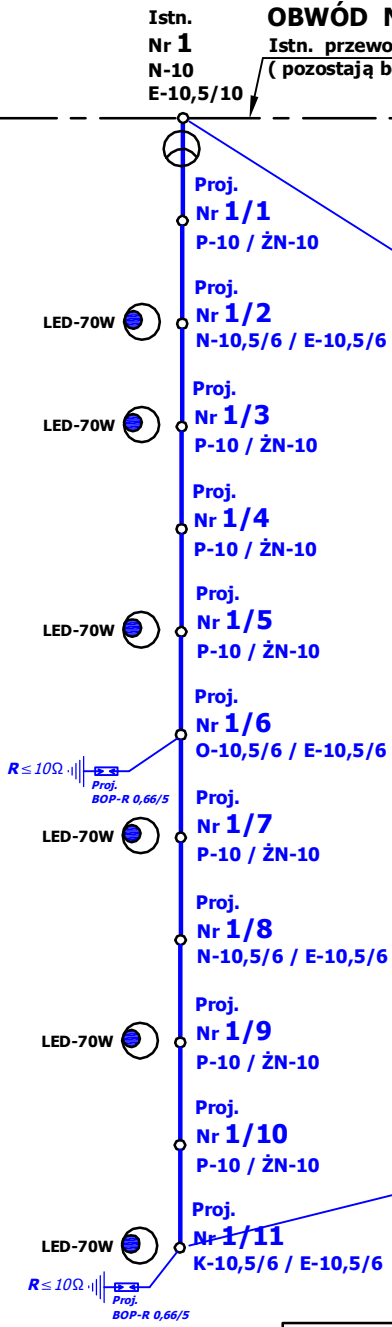 Istn.
Nr 1
N-10
E-10,5/10
OBWÓD
Istn. przewo
( pozostają b
Proj.
Nr 1/1
P-10 / ŻN-10
Proj.
Nr 1/2
N-10,5/6 / E-10,5/6
LED-70W
Proj.
Nr 1/3
P-10 / ŻN-10
LED-70W
Proj.
Nr 1/4
P-10 / ŻN-10
Proj.
Nr 1/5
P-10 / ŻN-10
LED-70W
Proj.
Nr 1/6
O-10,5/6 / E-10,5/6
R≤10Ω
Proj.
BOP-R 0,66/5
Proj.
Nr 1/7
P-10 / ŻN-10
LED-70W
Proj.
Nr 1/8
N-10,5/6 / E-10,5/6
Proj.
Nr 1/9
P-10 / ŻN-10
LED-70W
Proj.
Nr 1/10
P-10 / ŻN-10
Proj.
Nr 1/11
K-10,5/6 / E-10,5/6
LED-70W
R≤10Ω
Proj.
BOP-R 0,66/5